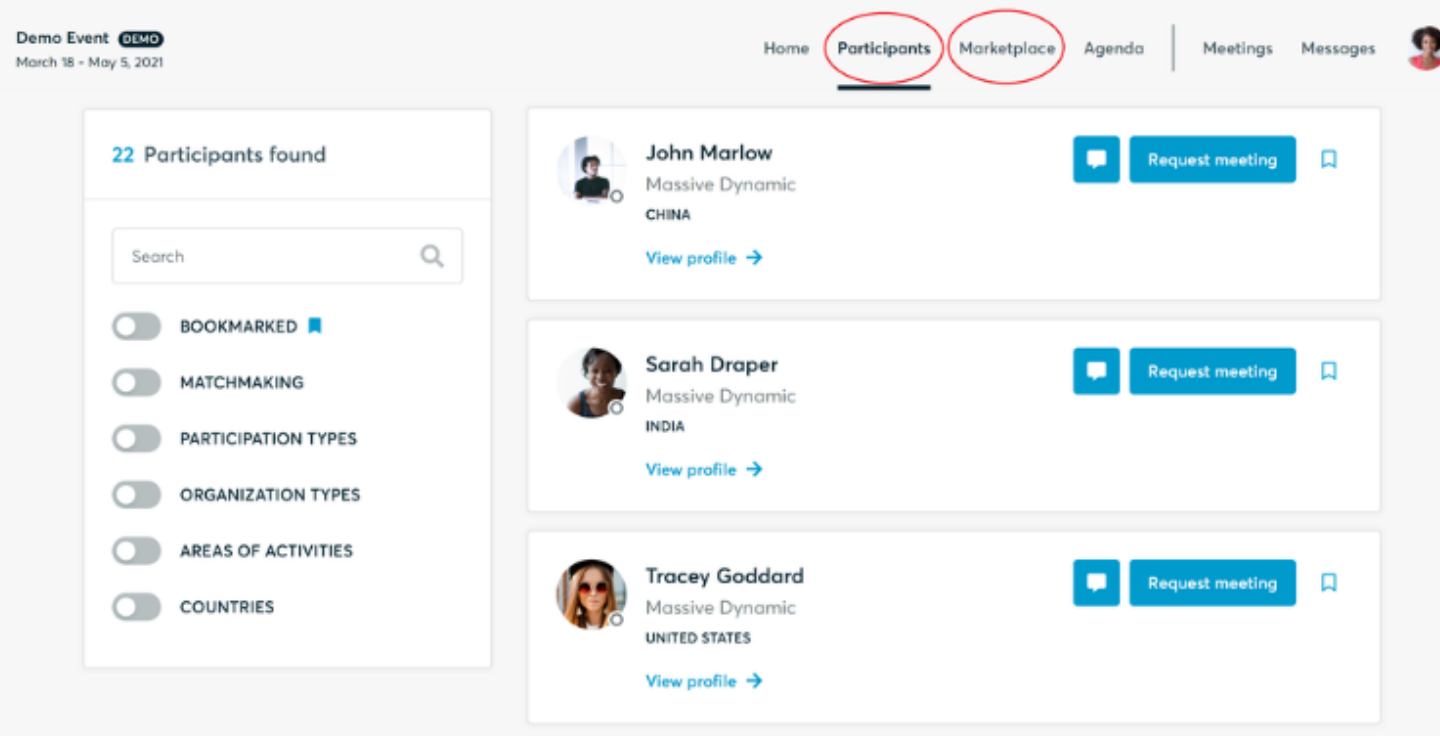 Demo Event DEMO
March 18 - May 5, 2021
Home Participants Marketplace Agenda Meetings Messages
22 Participants found
Search
BOOKMARKED
MATCHMAKING
PARTICIPATION TYPES
ORGANIZATION TYPES
AREAS OF ACTIVITIES
COUNTRIES
John Marlow
Massive Dynamic
CHINA
View profile →
Request meeting
Sarah Draper
Massive Dynamic
INDIA
View profile →
Request meeting
Tracey Goddard
Massive Dynamic
UNITED STATES
View profile →
Request meeting